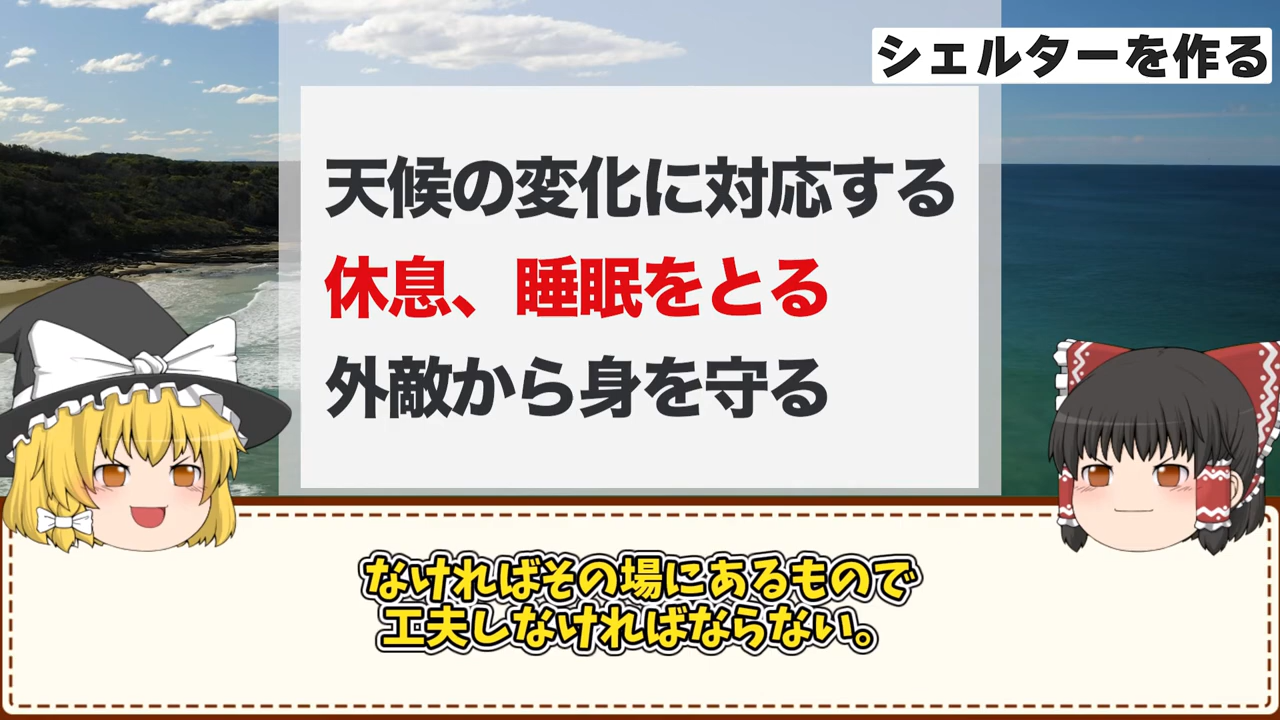 シェルターを作る
天候の変化に対応する
休息、睡眠をとる
外敵から身を守る
なければその場にあるもので
工夫しなければならない。